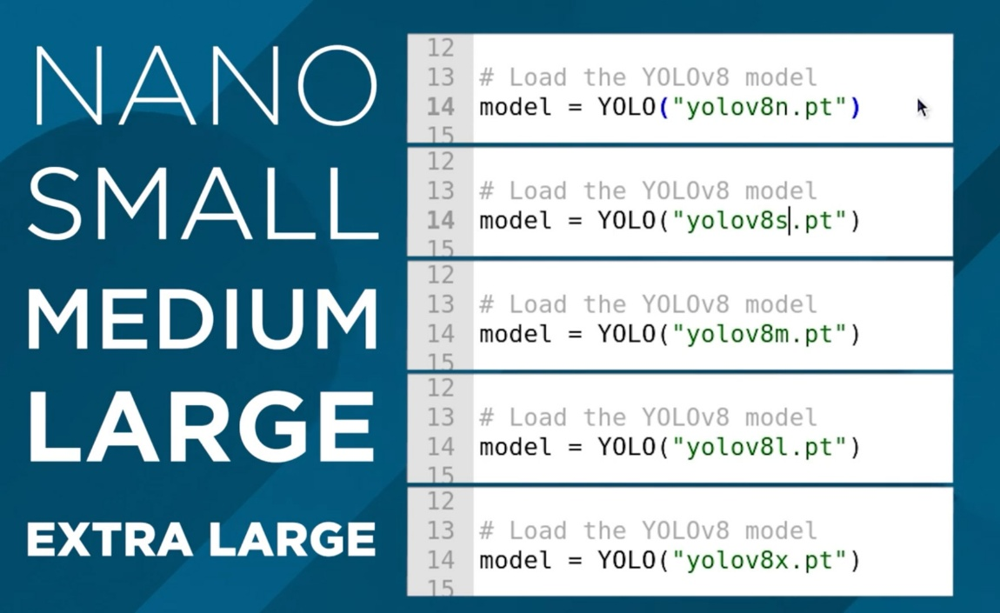 NANO
12
13 # Load the YOLOv8 model
14 model = YOLO("yolov8n.pt")
15
SMALL
12
13 # Load the YOLOv8 model
14 model = YOLO("yolov8s.pt")
15
MEDIUM
12
13 # Load the YOLOv8 model
14 model = YOLO("yolov8m.pt")
15
LARGE
12
13 # Load the YOLOv8 model
14 model = YOLO("yolov8l.pt")
15
EXTRA LARGE
12
13 # Load the YOLOv8 model
14 model = YOLO("yolov8x.pt")
15